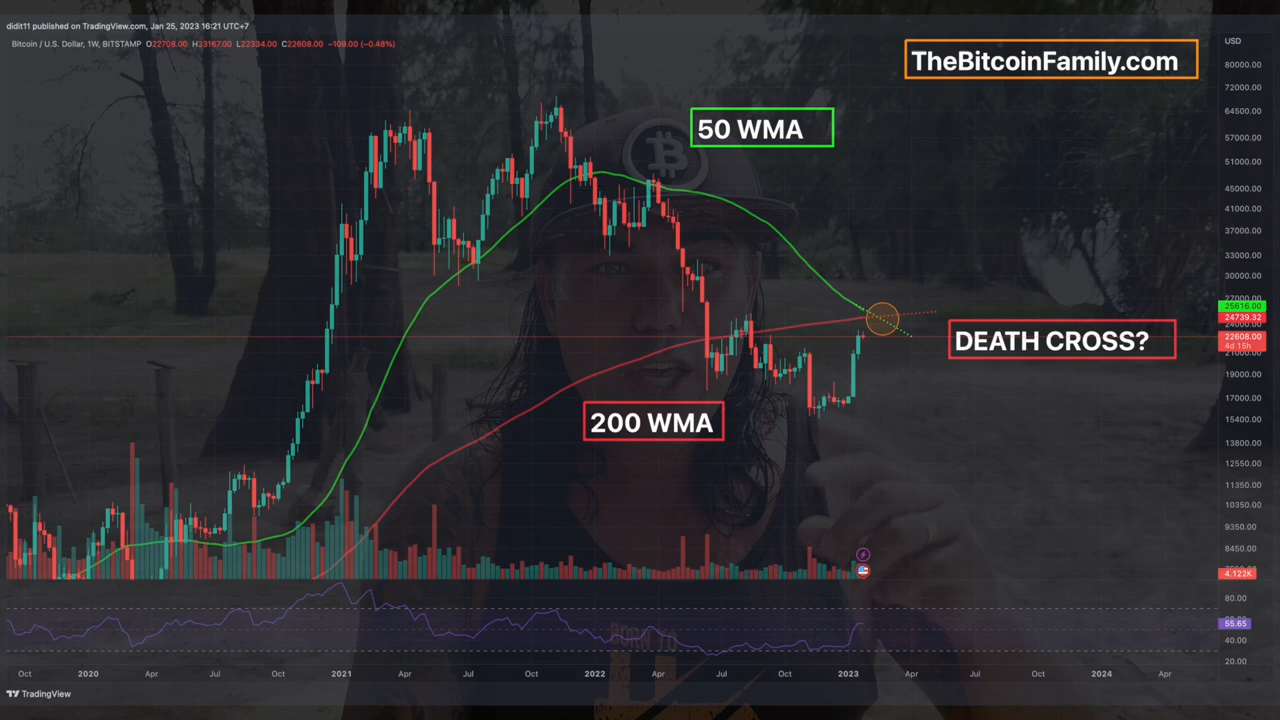 didit11 published on TradingView.com, Jan 25, 2023 16:21 UTC+7
Bitcoin / U.S. Dollar, 1W, BITSTAMP O22708.00 H23167.00 L22334.00 C22608.00 −109.00 (−0.48%)
TheBitcoinFamily.com
50 WMA
200 WMA
DEATH CROSS?
USD
80000.00
72000.00
64500.00
57000.00
51000.00
45000.00
41000.00
37000.00
33000.00
30000.00
27000.00
25616.00
24739.32
24000.00
22608.00
4d 15h
21000.00
19000.00
17000.00
15400.00
13800.00
12550.00
11350.00
10350.00
9350.00
8450.00
4.122K
80.00
55.65
40.00
20.00
Oct 2020 Apr Jul Oct 2021 Apr Jul Oct 2022 Apr Jul Oct 2023 Apr Jul Oct 2024 Apr
TradingView
BORN TO